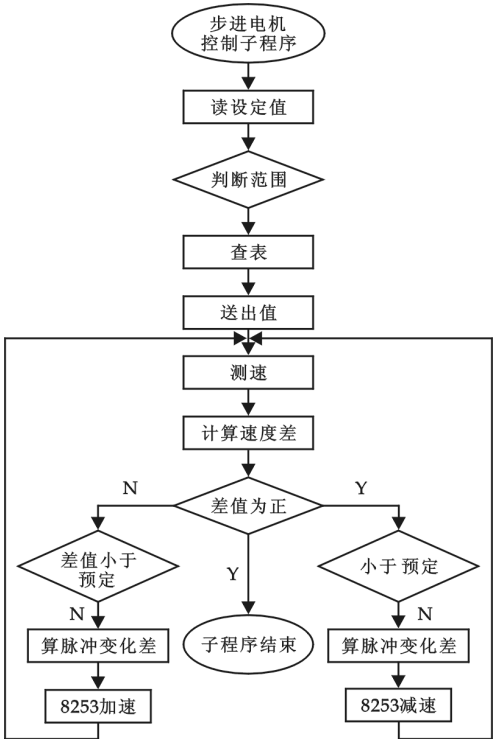 步进电机
控制子程序
读设定值
判断范围
查表
送出值
测速
计算速度差
N
差值为正
Y
差值小于
预定
Y
小于预定
N
子程序结束
N
算脉冲变化差
算脉冲变化差
8253加速
8253减速